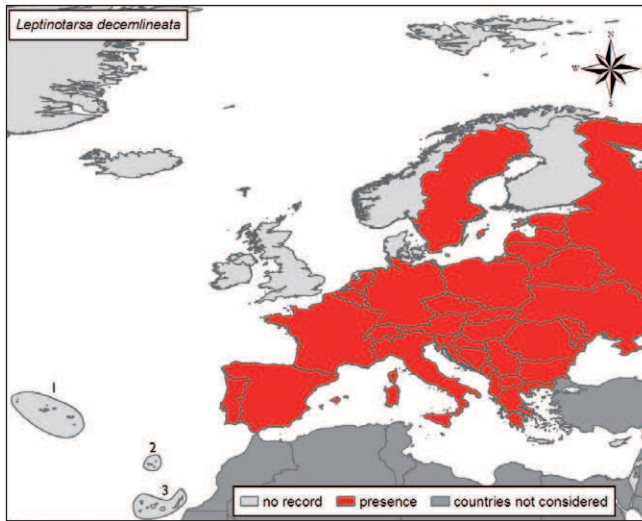 Leptinotarsa decemlineata
N
W
S
1
2
3
no record
presence
countries not considered